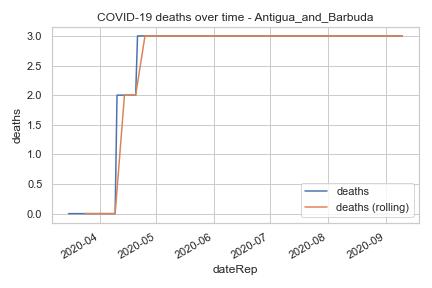 COVID-19 deaths over time - Antigua_and_Barbuda
deaths
3.0
2.5
2.0
1.5
1.0
0.5
0.0
deaths
deaths (rolling)
2020-04
2020-05
2020-06
2020-07
2020-08
2020-09
dateRep